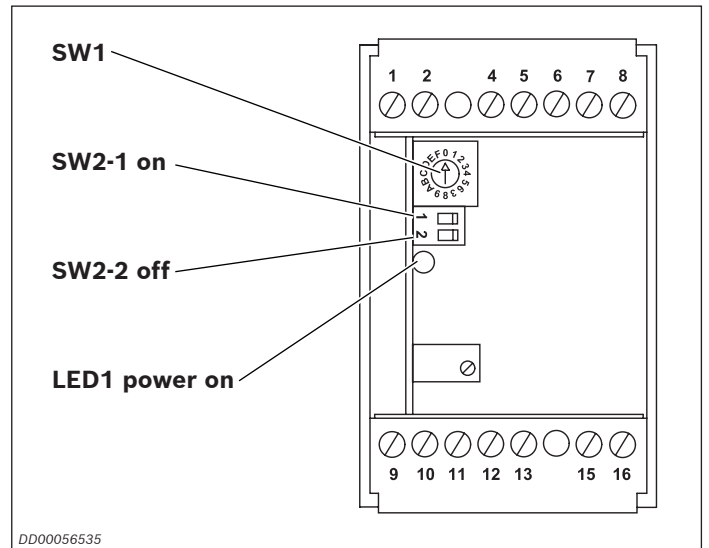 SW1
SW2-1 on
SW2-2 off
LED1 power on
1 2 4 5 6 7 8
EF0123456389ABCD
1
2
9 10 11 12 13 15 16
DD00056535